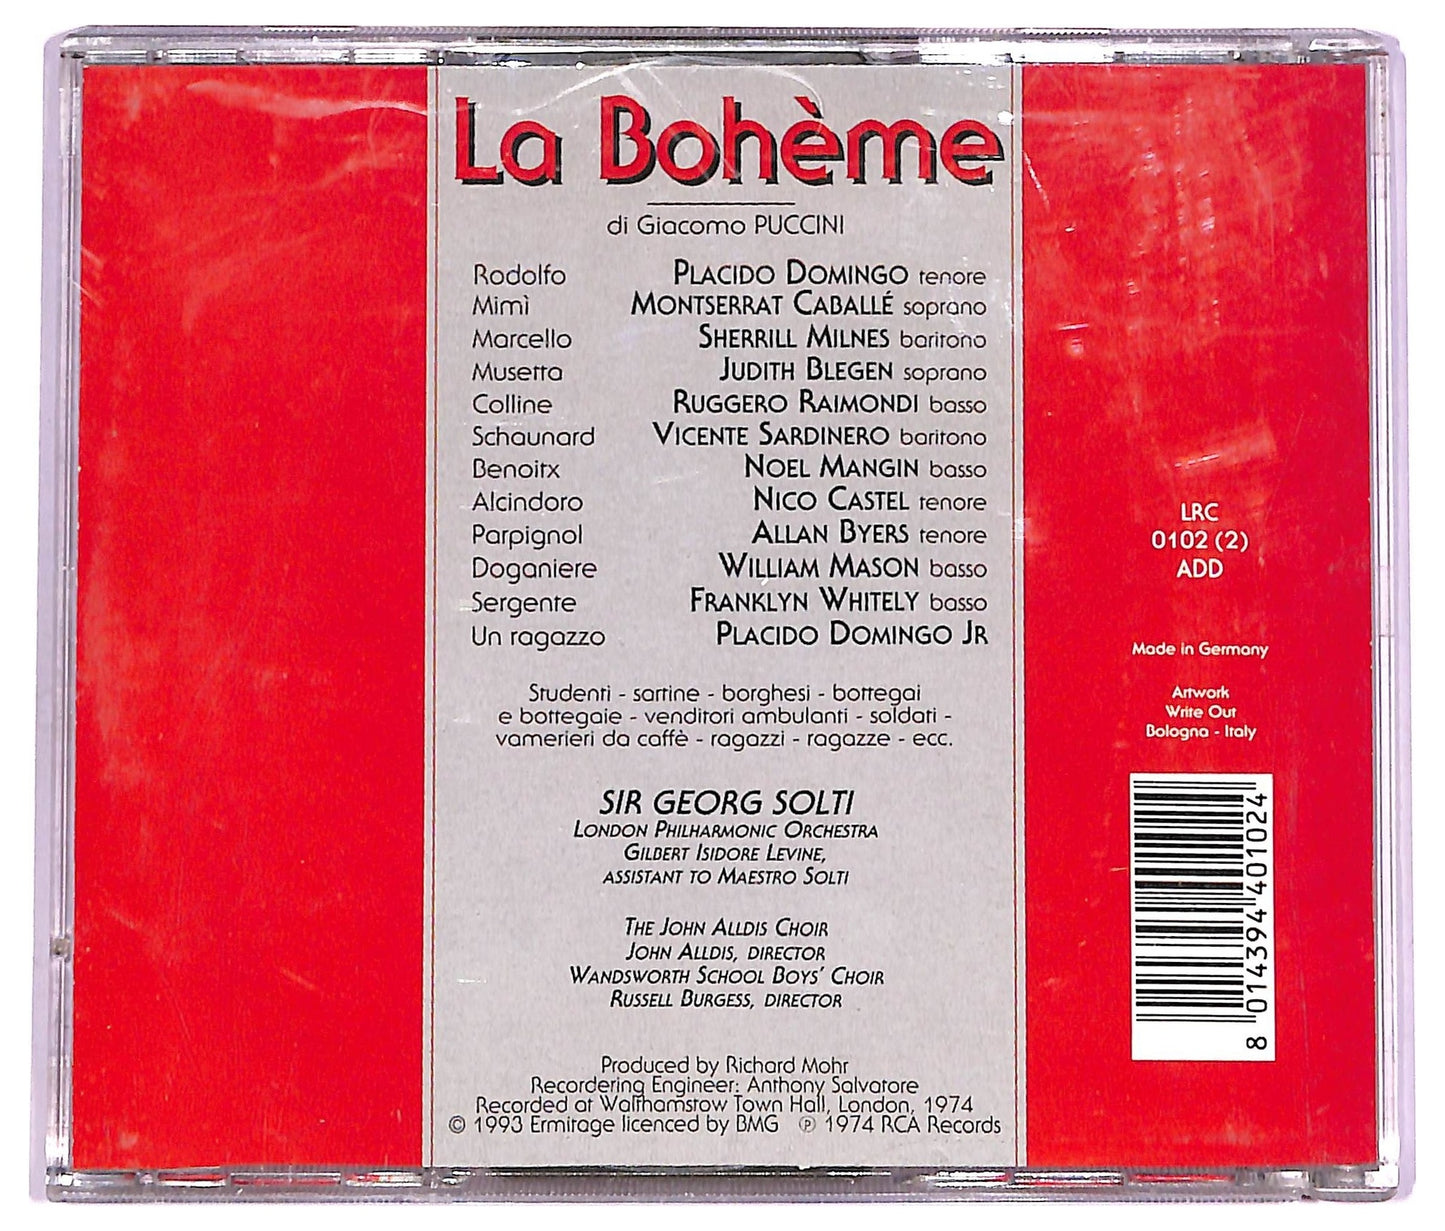 La Bohème
di Giacomo PUCCINI
Rodolfo PLACIDO DOMINGO tenore
Mimì MONTSERRAT CABALLÉ soprano
Marcello SHERRILL MILNES baritono
Musetta JUDITH BLEGEN soprano
Colline RUGGERO RAIMONDI basso
Schaunard VICENTE SARDINERO baritono
Benoitx NOEL MANGIN basso
Alcindoro NICO CASTEL tenore
Parpignol ALLAN BYERS tenore
Doganiere WILLIAM MASON basso
Sergente FRANKLYN WHITELY basso
Un ragazzo PLACIDO DOMINGO JR
Studenti - sartine - borghesi - bottegai
e bottegaie - venditori ambulanti - soldati -
vamerieri da caffè - ragazzi - ragazze - ecc.
SIR GEORG SOLTI
LONDON PHILHARMONIC ORCHESTRA
GILBERT ISIDORE LEVINE,
ASSISTANT TO MAESTRO SOLTI
THE JOHN ALLDIS CHOIR
JOHN ALLDIS, DIRECTOR
WANDSWORTH SCHOOL BOYS' CHOIR
RUSSELL BURGESS, DIRECTOR
Produced by Richard Mohr
Recordering Engineer: Anthony Salvatore
Recorded at Walthamstow Town Hall, London, 1974
© 1993 Ermitage licenced by BMG ℗ 1974 RCA Records
LRC
0102 (2)
ADD
Made in Germany
Artwork
Write Out
Bologna - Italy
8 014394 401024